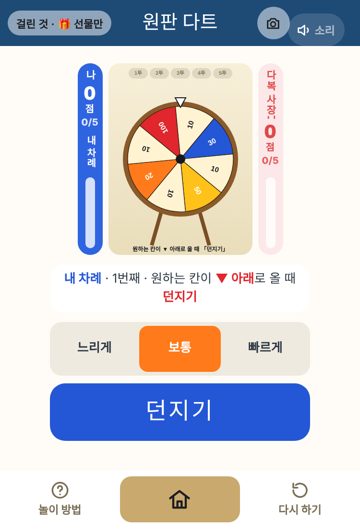 걸린 것 · 🎁 선물만
원판 다트
소리
나
0
점
0/5
내 차례
1투 2투 3투 4투 5투
다복 사장
0
점
0/5
100
10
30
10
50
10
20
10
원하는 칸이 ▼ 아래로 올 때 「던지기」
내 차례 · 1번째 · 원하는 칸이 ▼ 아래로 올 때
던지기
느리게
보통
빠르게
던지기
놀이 방법
다시 하기